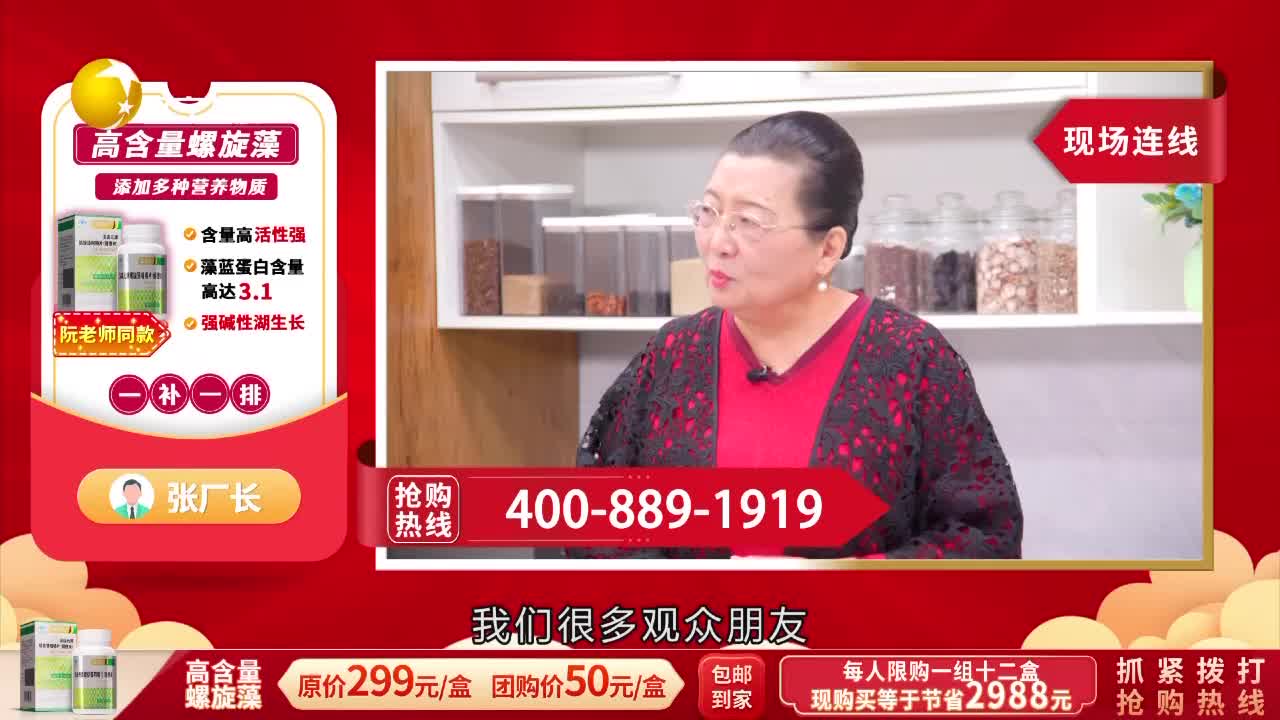 高含量螺旋藻
添加多种营养物质
含量高活性强
藻蓝蛋白含量
高达3.1
强碱性湖生长
阮老师同款
一补一排
张厂长
现场连线
抢购
热线
400-889-1919
我们很多观众朋友
高含量
螺旋藻
原价299元/盒 团购价50元/盒
包邮
到家
每人限购一组十二盒
现购买等于节省2988元
抓紧拨打
抢购热线